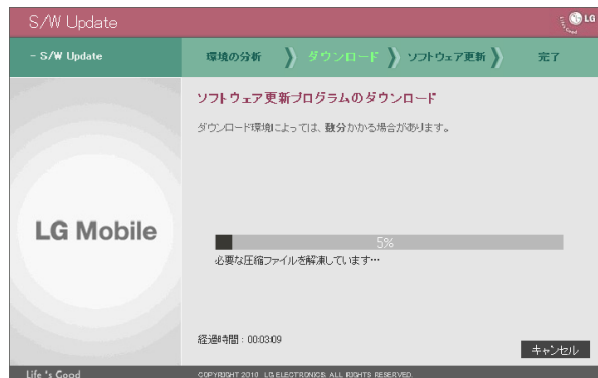 S/W Update
LG
- S/W Update
環境の分析 》 ダウンロード 》 ソフトウェア更新 》 完了
ソフトウェア更新プログラムのダウンロード
ダウンロード環境によっては、数分かかる場合があります。
LG Mobile
5%
必要な圧縮ファイルを解凍しています…
経過時間 : 00:03:09
キャンセル
Life's Good
COPYRIGHT 2010 LG ELECTRONICS. ALL RIGHTS RESERVED.